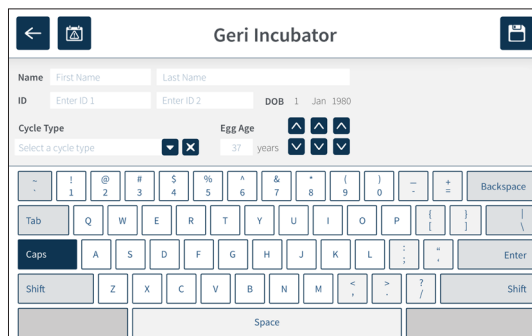 Geri Incubator
Name First Name Last Name
ID Enter ID 1 Enter ID 2 DOB 1 Jan 1980
Cycle Type Egg Age
Select a cycle type 37 years
~ ! @ # $ % ^ & * ( ) — +
` 1 2 3 4 5 6 7 8 9 0 - = Backspace
Tab Q W E R T Y U I O P { [ } ] | \
Caps A S D F G H J K L : ; “ ‘ Enter
Shift Z X C V B N M < , > . ? / Shift
Space